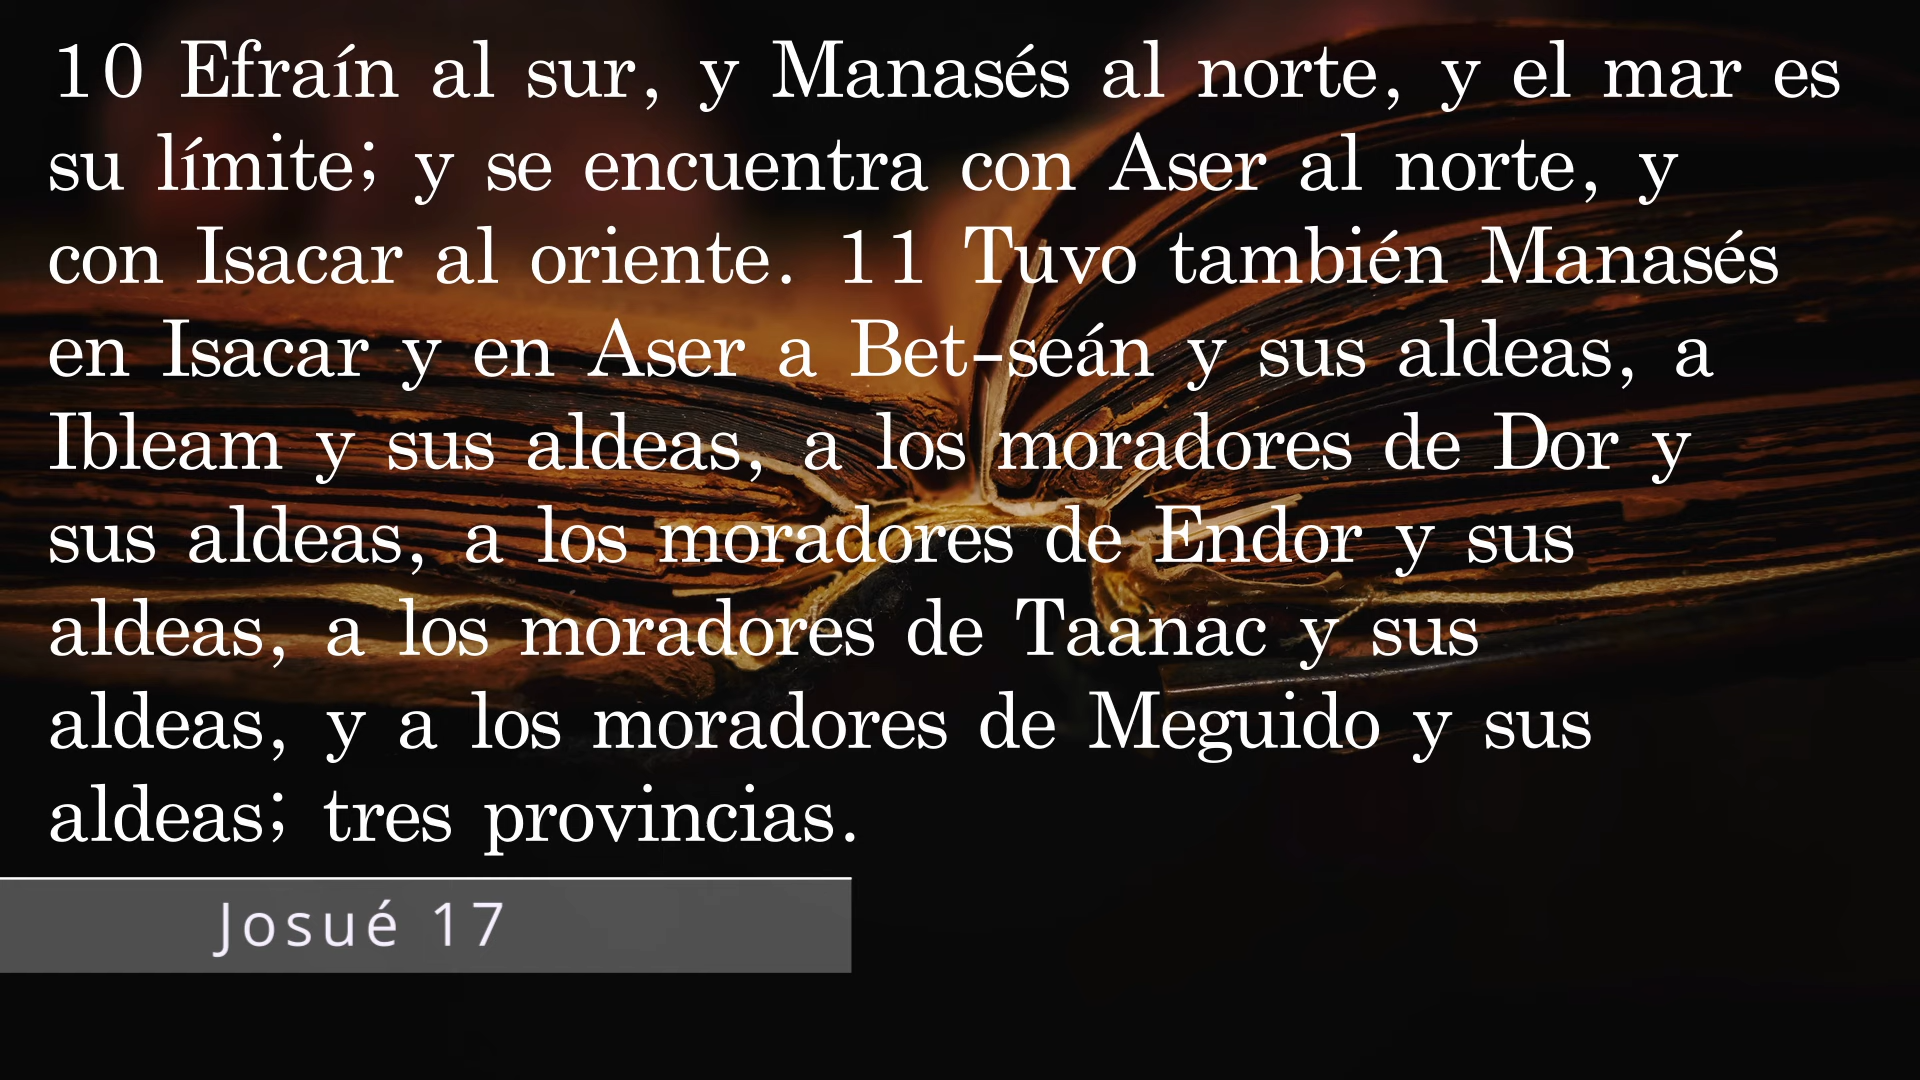 10 Efraín al sur, y Manasés al norte, y el mar es
su límite; y se encuentra con Aser al norte, y
con Isacar al oriente. 11 Tuvo también Manasés
en Isacar y en Aser a Bet-seán y sus aldeas, a
Ibleam y sus aldeas, a los moradores de Dor y
sus aldeas, a los moradores de Endor y sus
aldeas, a los moradores de Taanac y sus
aldeas, y a los moradores de Meguido y sus
aldeas; tres provincias.
Josué 17